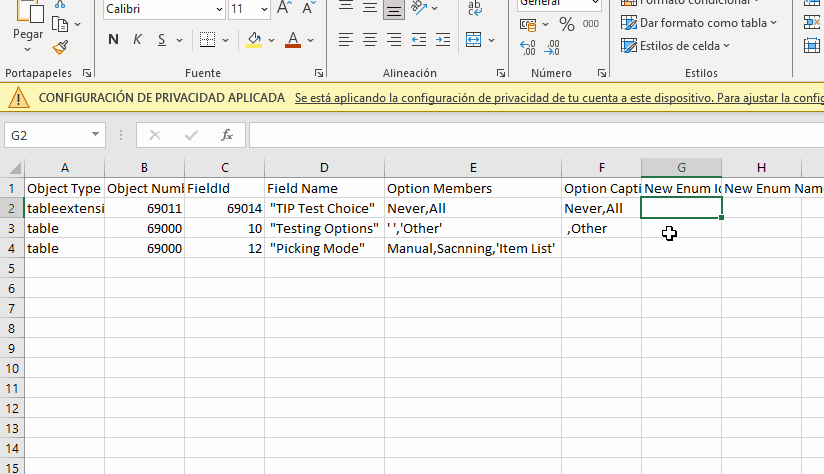 Calibri 11 A A ab General Formato condicional
Pegar N K S A % 000 Dar formato como tabla
Estilos de celda
Portapapeles Fuente Alineación Número Estilos
CONFIGURACIÓN DE PRIVACIDAD APLICADA Se está aplicando la configuración de privacidad de tu cuenta a este dispositivo. Para ajustar la config
G2 fx
A B C D E F G H
1 Object Type Object Numb FieldId Field Name Option Members Option Capti New Enum Id New Enum Name
2 tableextensi 69011 69014 "TIP Test Choice" Never,All Never,All
3 table 69000 10 "Testing Options" ' ','Other' ,Other
4 table 69000 12 "Picking Mode" Manual,Sacnning,'Item List'
5
6
7
8
9
10
11
12
13
14
15